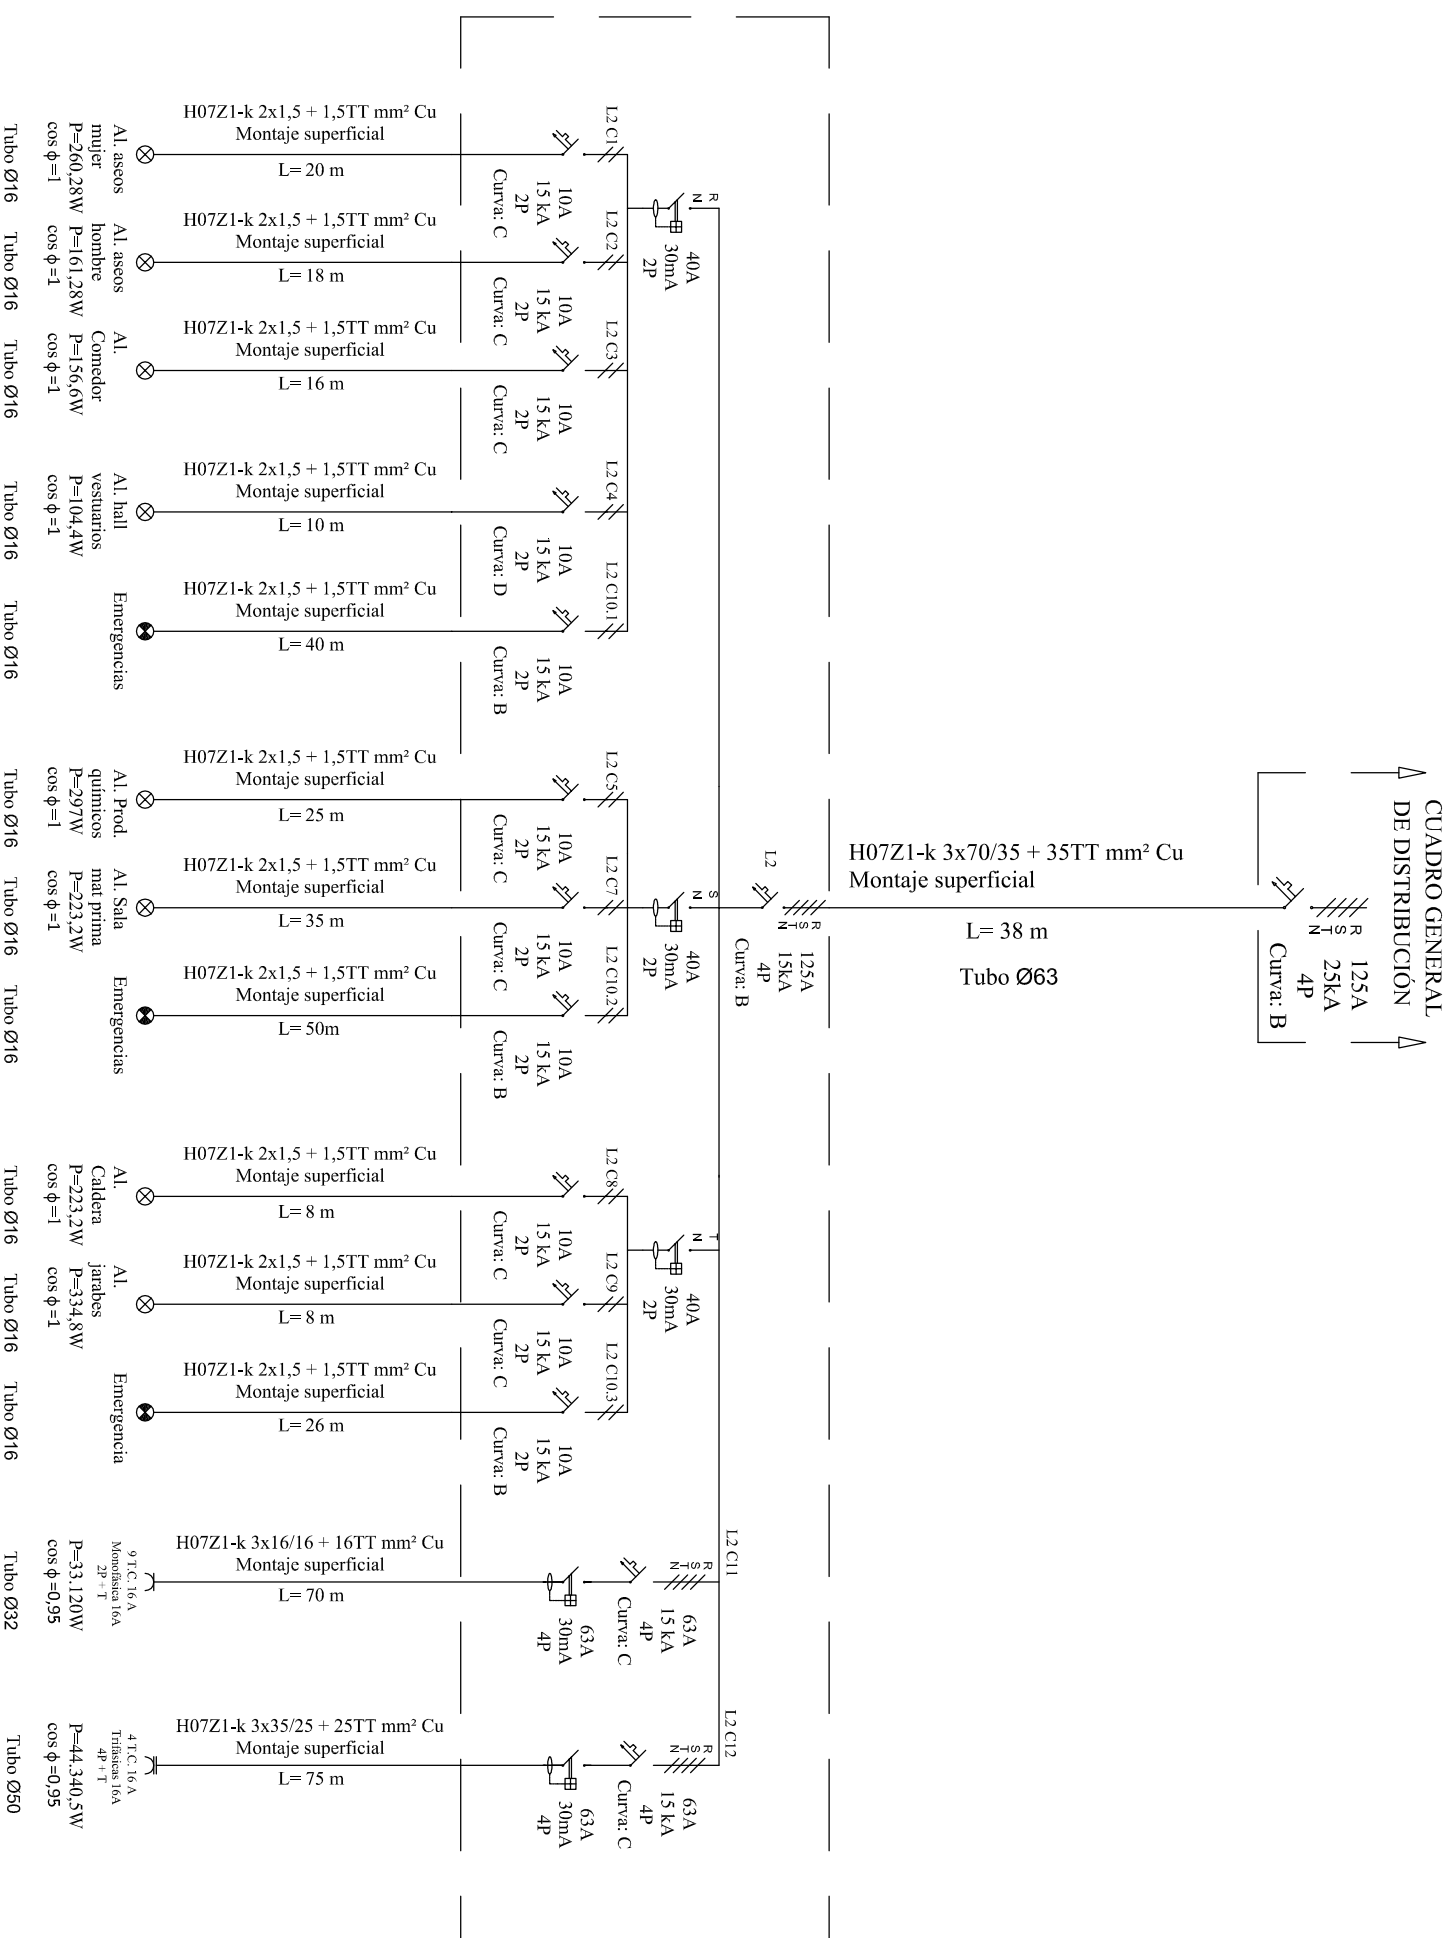 CUADRO GENERAL
DE DISTRIBUCIÓN
R
S
T
N
125A
25kA
4P
Curva: B
H07Z1-k 3x70/35 + 35TT mm² Cu
Montaje superficial
L= 38 m
Tubo Ø63
L2
R
S
T
N
125A
15kA
4P
Curva: B
R
N
40A
30mA
2P
L2 C1
10A
15 kA
2P
Curva: C
H07Z1-k 2x1,5 + 1,5TT mm² Cu
Montaje superficial
L= 20 m
Al. aseos
mujer
P=260,28W
cos ϕ=1
Tubo Ø16
L2 C2
10A
15 kA
2P
Curva: C
H07Z1-k 2x1,5 + 1,5TT mm² Cu
Montaje superficial
L= 18 m
Al. aseos
hombre
P=161,28W
cos ϕ=1
Tubo Ø16
L2 C3
10A
15 kA
2P
Curva: C
H07Z1-k 2x1,5 + 1,5TT mm² Cu
Montaje superficial
L= 16 m
Al.
Comedor
P=156,6W
cos ϕ=1
Tubo Ø16
L2 C4
10A
15 kA
2P
Curva: D
H07Z1-k 2x1,5 + 1,5TT mm² Cu
Montaje superficial
L= 10 m
Al. hall
vestuarios
P=104,4W
cos ϕ=1
Tubo Ø16
L2 C10.1
10A
15 kA
2P
Curva: B
H07Z1-k 2x1,5 + 1,5TT mm² Cu
Montaje superficial
L= 40 m
Emergencias
Tubo Ø16
S
N
40A
30mA
2P
L2 C5
10A
15 kA
2P
Curva: C
H07Z1-k 2x1,5 + 1,5TT mm² Cu
Montaje superficial
L= 25 m
Al. Prod.
químicos
P=297W
cos ϕ=1
Tubo Ø16
L2 C7
10A
15 kA
2P
Curva: C
H07Z1-k 2x1,5 + 1,5TT mm² Cu
Montaje superficial
L= 35 m
Al. Sala
mat prima
P=223,2W
cos ϕ=1
Tubo Ø16
L2 C10.2
10A
15 kA
2P
Curva: B
H07Z1-k 2x1,5 + 1,5TT mm² Cu
Montaje superficial
L= 50m
Emergencias
Tubo Ø16
T
N
40A
30mA
2P
L2 C8
10A
15 kA
2P
Curva: C
H07Z1-k 2x1,5 + 1,5TT mm² Cu
Montaje superficial
L= 8 m
Al.
Caldera
P=223,2W
cos ϕ=1
Tubo Ø16
L2 C9
10A
15 kA
2P
Curva: C
H07Z1-k 2x1,5 + 1,5TT mm² Cu
Montaje superficial
L= 8 m
Al.
jarabes
P=334,8W
cos ϕ=1
Tubo Ø16
L2 C10.3
10A
15 kA
2P
Curva: B
H07Z1-k 2x1,5 + 1,5TT mm² Cu
Montaje superficial
L= 26 m
Emergencia
Tubo Ø16
L2 C11
R
S
T
N
63A
15 kA
4P
Curva: C
63A
30mA
4P
H07Z1-k 3x16/16 + 16TT mm² Cu
Montaje superficial
L= 70 m
9 T.C. 16 A
Monofásica 16A
2P + T
P=33.120W
cos ϕ=0,95
Tubo Ø32
L2 C12
R
S
T
N
63A
15 kA
4P
Curva: C
63A
30mA
4P
H07Z1-k 3x35/25 + 25TT mm² Cu
Montaje superficial
L= 75 m
4 T.C. 16 A
Trifásicas 16A
4P + T
P=44.340,5W
cos ϕ=0,95
Tubo Ø50